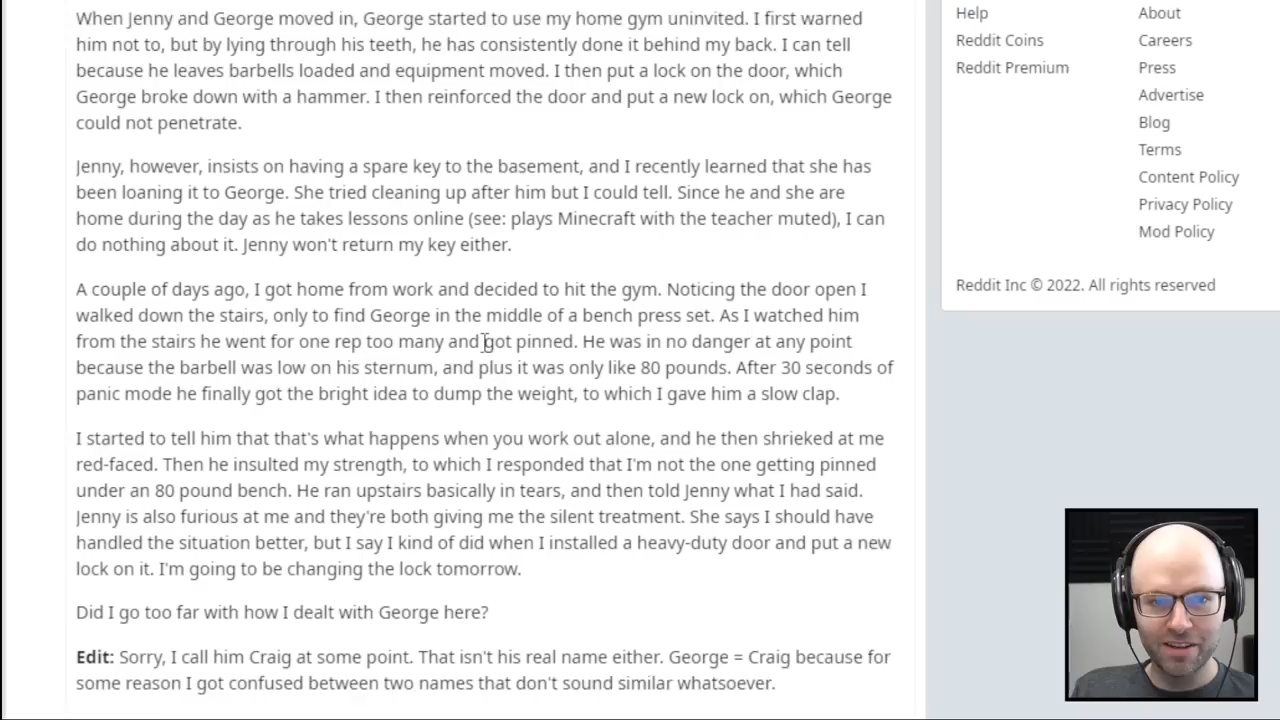 When Jenny and George moved in, George started to use my home gym uninvited. I first warned
him not to, but by lying through his teeth, he has consistently done it behind my back. I can tell
because he leaves barbells loaded and equipment moved. I then put a lock on the door, which
George broke down with a hammer. I then reinforced the door and put a new lock on, which George
could not penetrate.
Jenny, however, insists on having a spare key to the basement, and I recently learned that she has
been loaning it to George. She tried cleaning up after him but I could tell. Since he and she are
home during the day as he takes lessons online (see: plays Minecraft with the teacher muted), I can
do nothing about it. Jenny won't return my key either.
A couple of days ago, I got home from work and decided to hit the gym. Noticing the door open I
walked down the stairs, only to find George in the middle of a bench press set. As I watched him
from the stairs he went for one rep too many and got pinned. He was in no danger at any point
because the barbell was low on his sternum, and plus it was only like 80 pounds. After 30 seconds of
panic mode he finally got the bright idea to dump the weight, to which I gave him a slow clap.
I started to tell him that that's what happens when you work out alone, and he then shrieked at me
red-faced. Then he insulted my strength, to which I responded that I'm not the one getting pinned
under an 80 pound bench. He ran upstairs basically in tears, and then told Jenny what I had said.
Jenny is also furious at me and they're both giving me the silent treatment. She says I should have
handled the situation better, but I say I kind of did when I installed a heavy-duty door and put a new
lock on it. I'm going to be changing the lock tomorrow.
Did I go too far with how I dealt with George here?
Edit: Sorry, I call him Craig at some point. That isn't his real name either. George = Craig because for
some reason I got confused between two names that don't sound similar whatsoever.
Help
Reddit Coins
Reddit Premium
About
Careers
Press
Advertise
Blog
Terms
Content Policy
Privacy Policy
Mod Policy
Reddit Inc © 2022. All rights reserved